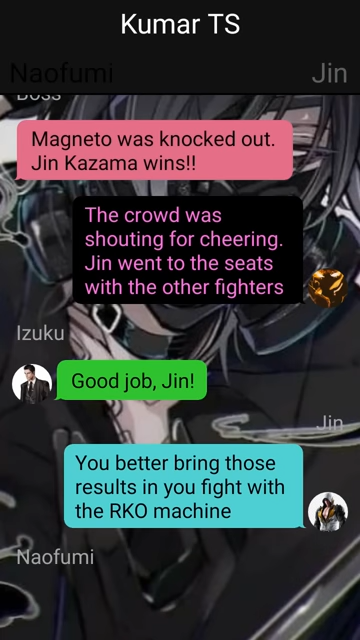 Kumar TS
Naofumi
Jin
Boss
Magneto was knocked out.
Jin Kazama wins!!
The crowd was
shouting for cheering.
Jin went to the seats
with the other fighters
Izuku
Good job, Jin!
Jin
You better bring those
results in you fight with
the RKO machine
Naofumi